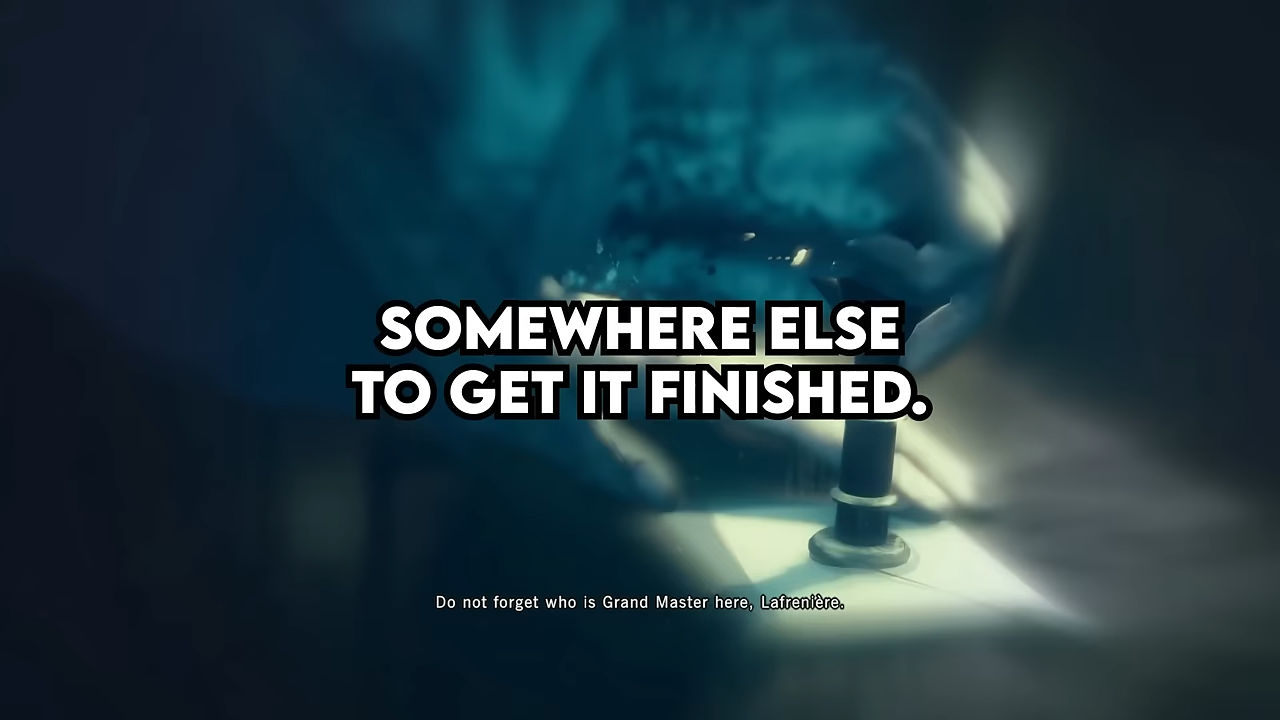 SOMEWHERE ELSE
TO GET IT FINISHED.
Do not forget who is Grand Master here, Lafrenière.